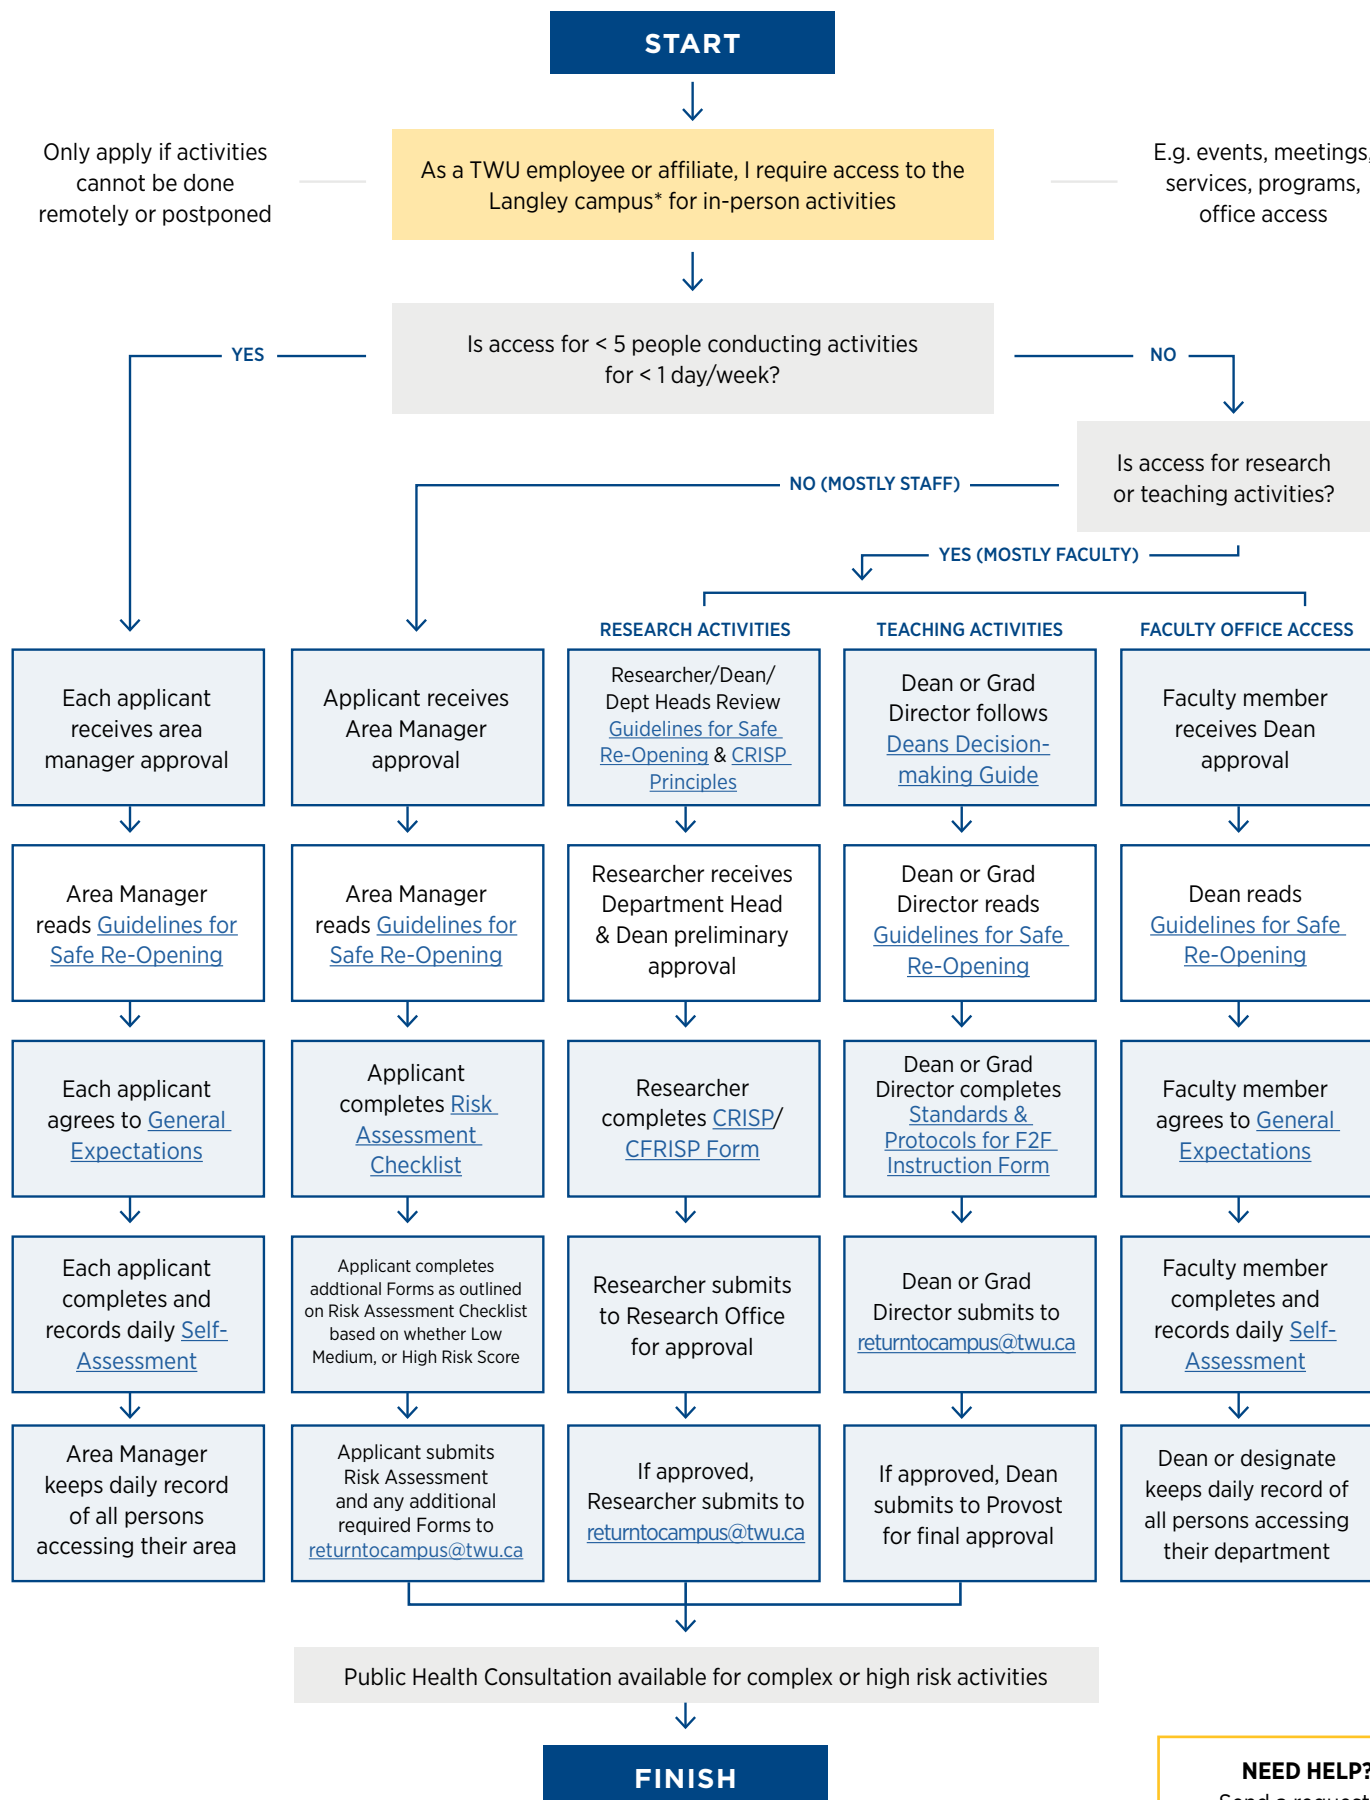 START
Only apply if activities
cannot be done
remotely or postponed
As a TWU employee or affiliate, I require access to the
Langley campus* for in-person activities
E.g. events, meetings,
services, programs,
office access
Is access for < 5 people conducting activities
for < 1 day/week?
YES
NO
Is access for research
or teaching activities?
NO (MOSTLY STAFF)
YES (MOSTLY FACULTY)
RESEARCH ACTIVITIES
TEACHING ACTIVITIES
FACULTY OFFICE ACCESS
Each applicant
receives area
manager approval
Applicant receives
Area Manager
approval
Researcher/Dean/
Dept Heads Review
Guidelines for Safe
Re-Opening & CRISP
Principles
Dean or Grad
Director follows
Deans Decision-
making Guide
Faculty member
receives Dean
approval
Area Manager
reads Guidelines for
Safe Re-Opening
Area Manager
reads Guidelines for
Safe Re-Opening
Researcher receives
Department Head
& Dean preliminary
approval
Dean or Grad
Director reads
Guidelines for Safe
Re-Opening
Dean reads
Guidelines for Safe
Re-Opening
Each applicant
agrees to General
Expectations
Applicant
completes Risk
Assessment
Checklist
Researcher
completes CRISP/
CFRISP Form
Dean or Grad
Director completes
Standards &
Protocols for F2F
Instruction Form
Faculty member
agrees to General
Expectations
Each applicant
completes and
records daily Self-
Assessment
Applicant completes
addtional Forms as outlined
on Risk Assessment Checklist
based on whether Low
Medium, or High Risk Score
Researcher submits
to Research Office
for approval
Dean or Grad
Director submits to
returntocampus@twu.ca
Faculty member
completes and
records daily Self-
Assessment
Area Manager
keeps daily record
of all persons
accessing their area
Applicant submits
Risk Assessment
and any additional
required Forms to
returntocampus@twu.ca
If approved,
Researcher submits to
returntocampus@twu.ca
If approved, Dean
submits to Provost
for final approval
Dean or designate
keeps daily record of
all persons accessing
their department
Public Health Consultation available for complex or high risk activities
FINISH
NEED HELP?
Send a request